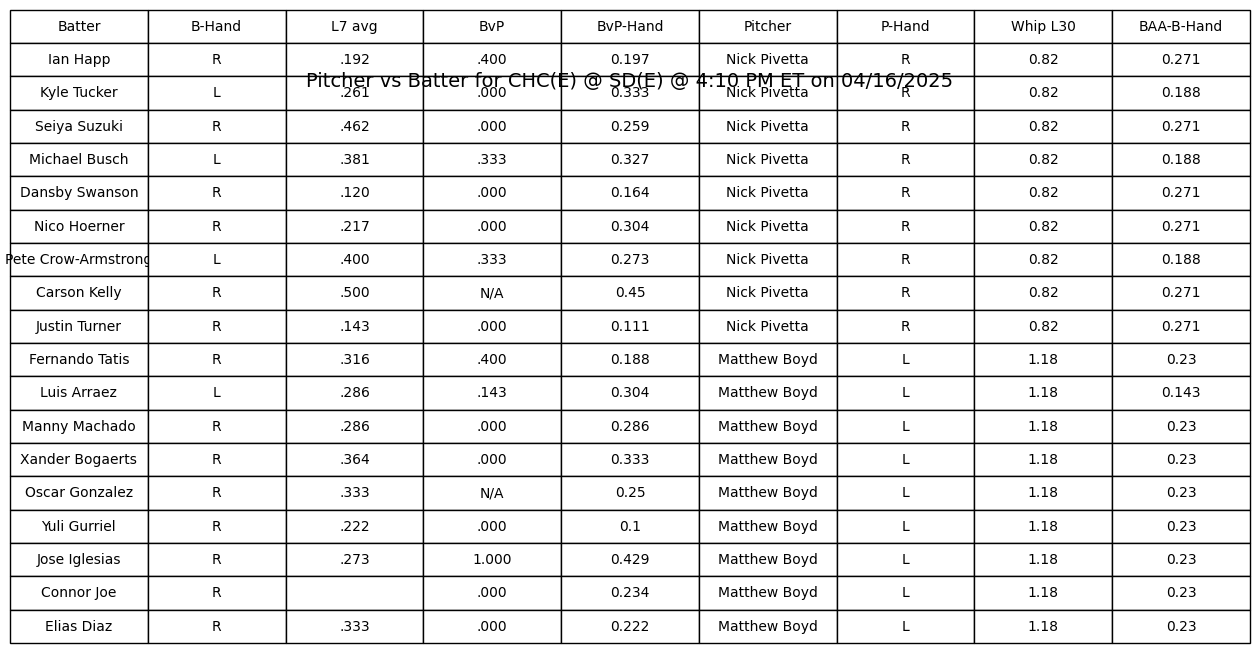 Batter B-Hand L7 avg BvP BvP-Hand Pitcher P-Hand Whip L30 BAA-B-Hand
Ian Happ R .192 .400 0.197 Nick Pivetta R 0.82 0.271
Pitcher vs Batter for CHC(E) @ SD(E) @ 4:10 PM ET on 04/16/2025
Kyle Tucker L .261 .000 0.333 Nick Pivetta R 0.82 0.188
Seiya Suzuki R .462 .000 0.259 Nick Pivetta R 0.82 0.271
Michael Busch L .381 .333 0.327 Nick Pivetta R 0.82 0.188
Dansby Swanson R .120 .000 0.164 Nick Pivetta R 0.82 0.271
Nico Hoerner R .217 .000 0.304 Nick Pivetta R 0.82 0.271
Pete Crow-Armstrong L .400 .333 0.273 Nick Pivetta R 0.82 0.188
Carson Kelly R .500 N/A 0.45 Nick Pivetta R 0.82 0.271
Justin Turner R .143 .000 0.111 Nick Pivetta R 0.82 0.271
Fernando Tatis R .316 .400 0.188 Matthew Boyd L 1.18 0.23
Luis Arraez L .286 .143 0.304 Matthew Boyd L 1.18 0.143
Manny Machado R .286 .000 0.286 Matthew Boyd L 1.18 0.23
Xander Bogaerts R .364 .000 0.333 Matthew Boyd L 1.18 0.23
Oscar Gonzalez R .333 N/A 0.25 Matthew Boyd L 1.18 0.23
Yuli Gurriel R .222 .000 0.1 Matthew Boyd L 1.18 0.23
Jose Iglesias R .273 1.000 0.429 Matthew Boyd L 1.18 0.23
Connor Joe R .000 0.234 Matthew Boyd L 1.18 0.23
Elias Diaz R .333 .000 0.222 Matthew Boyd L 1.18 0.23